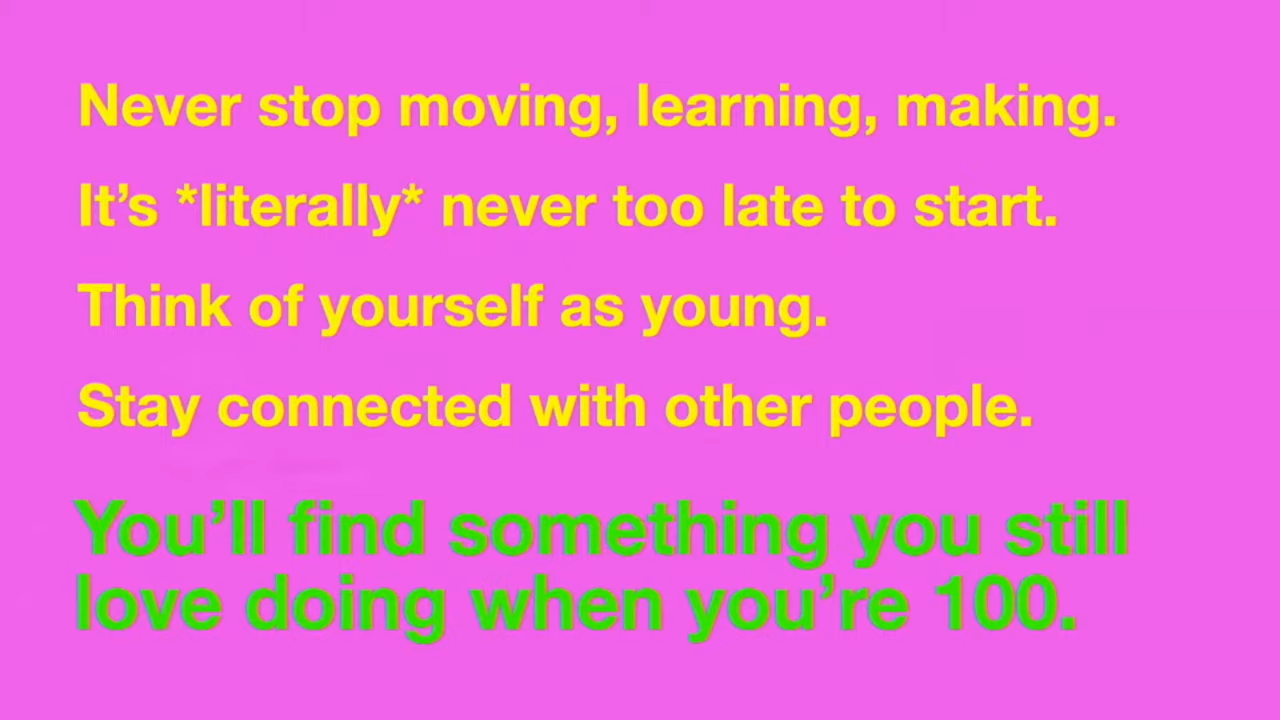 Never stop moving, learning, making.
It’s *literally* never too late to start.
Think of yourself as young.
Stay connected with other people.
You’ll find something you still
love doing when you’re 100.